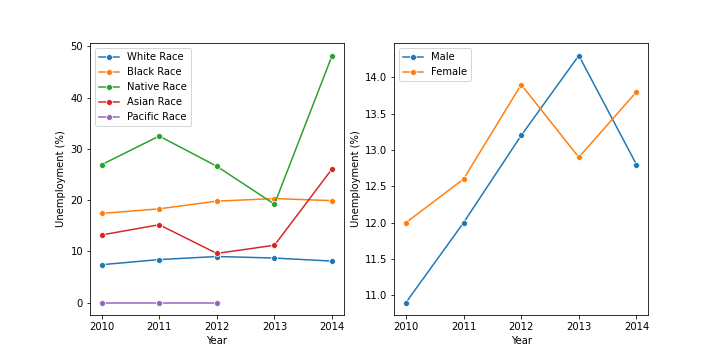 50
40
30
20
10
0
Unemployment (%)
White Race
Black Race
Native Race
Asian Race
Pacific Race
2010 2011 2012 2013 2014
Year
14.0
13.5
13.0
12.5
12.0
11.5
11.0
Unemployment (%)
Male
Female
2010 2011 2012 2013 2014
Year